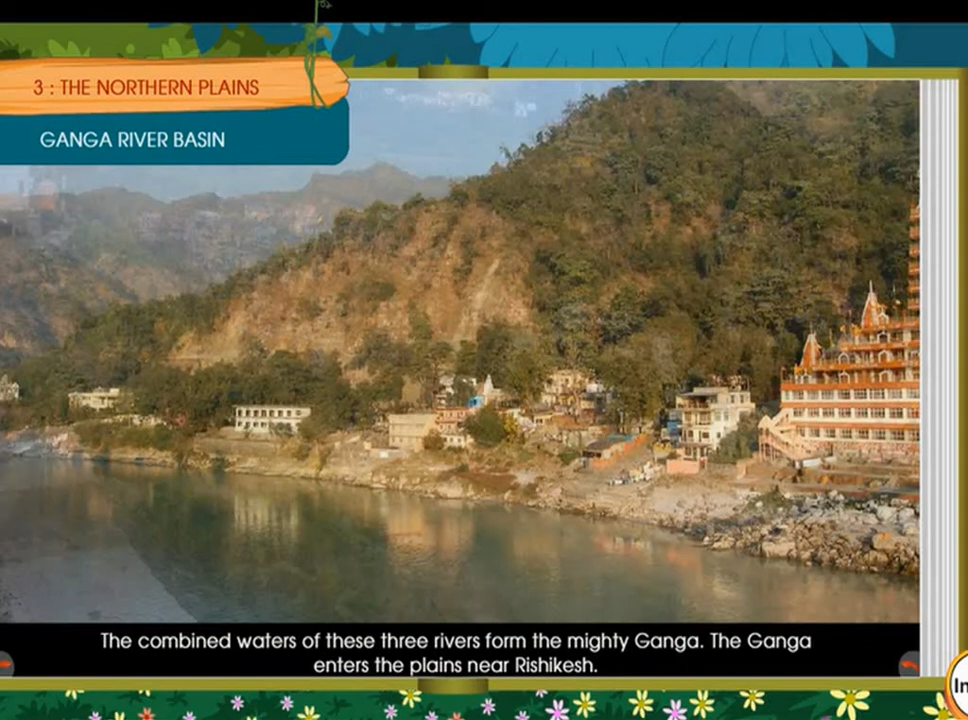 3 : THE NORTHERN PLAINS
GANGA RIVER BASIN
The combined waters of these three rivers form the mighty Ganga. The Ganga
enters the plains near Rishikesh.